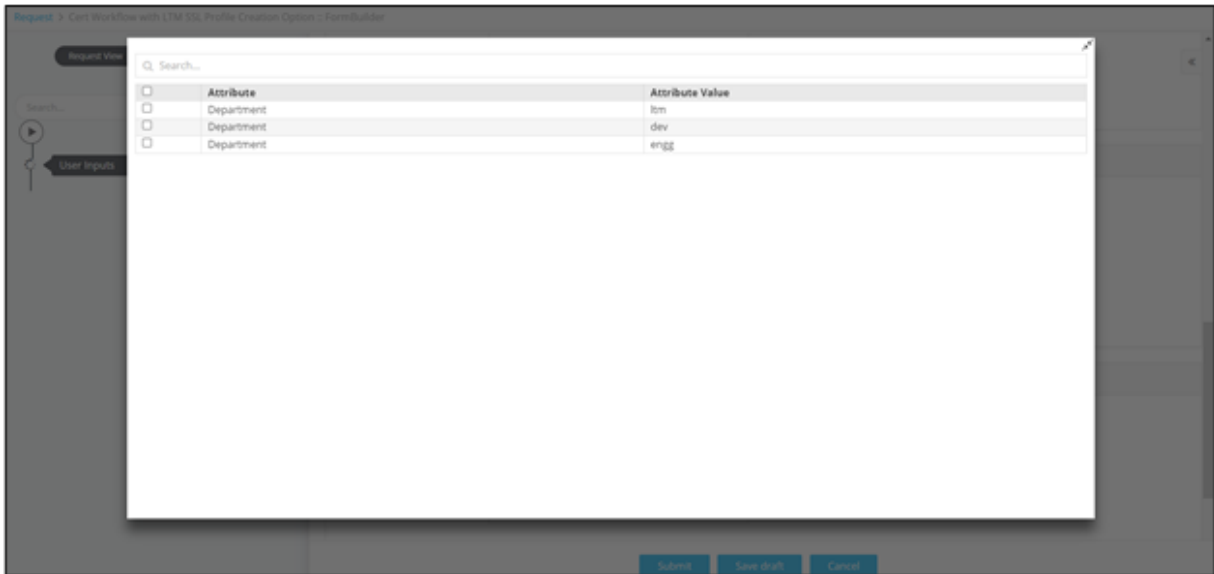 Request > Cert Workflow with LTM SSL Profile Creation Option :: FormBuilder
Request View
Search...
Search...
Attribute Attribute Value
Department ltm
Department dev
Department engg
User Inputs
Submit Save draft Cancel